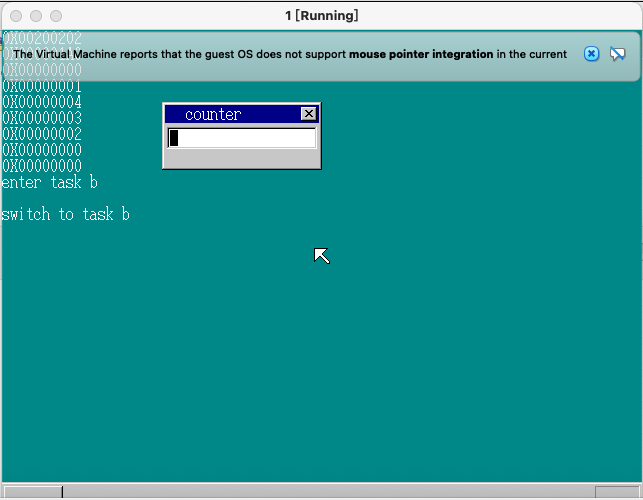 1 [Running]
0X00200202
The Virtual Machine reports that the guest OS does not support mouse pointer integration in the current
0X00000000
0X00000001
0X00000004
0X00000003
0X00000002
0X00000000
0X00000000
enter task b
switch to task b
counter